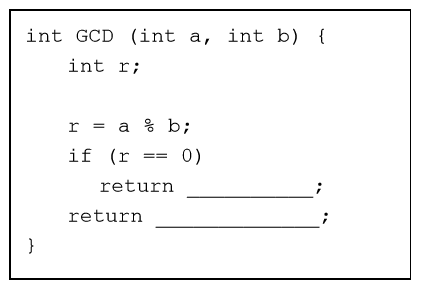 int GCD (int a, int b) {
int r;
r = a % b;
if (r == 0)
return __________;
return _____________;
}